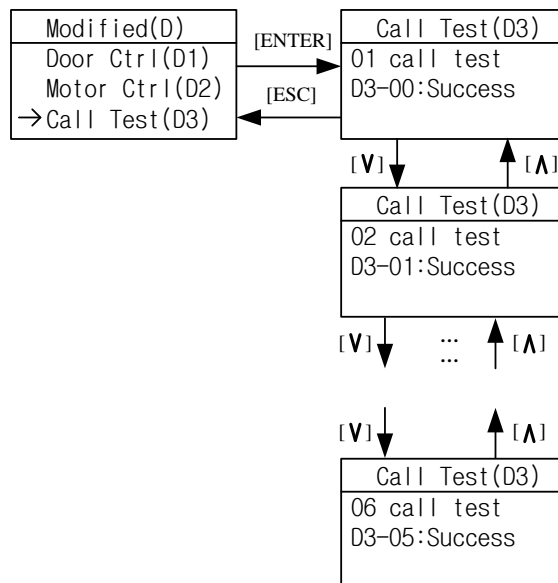 Modified(D)
Door Ctrl(D1)
Motor Ctrl(D2)
→Call Test(D3)
[ENTER]
[ESC]
Call Test(D3)
01 call test
D3-00:Success
[∨]
[∧]
Call Test(D3)
02 call test
D3-01:Success
[∨]
...
...
[∧]
[∨]
[∧]
Call Test(D3)
06 call test
D3-05:Success